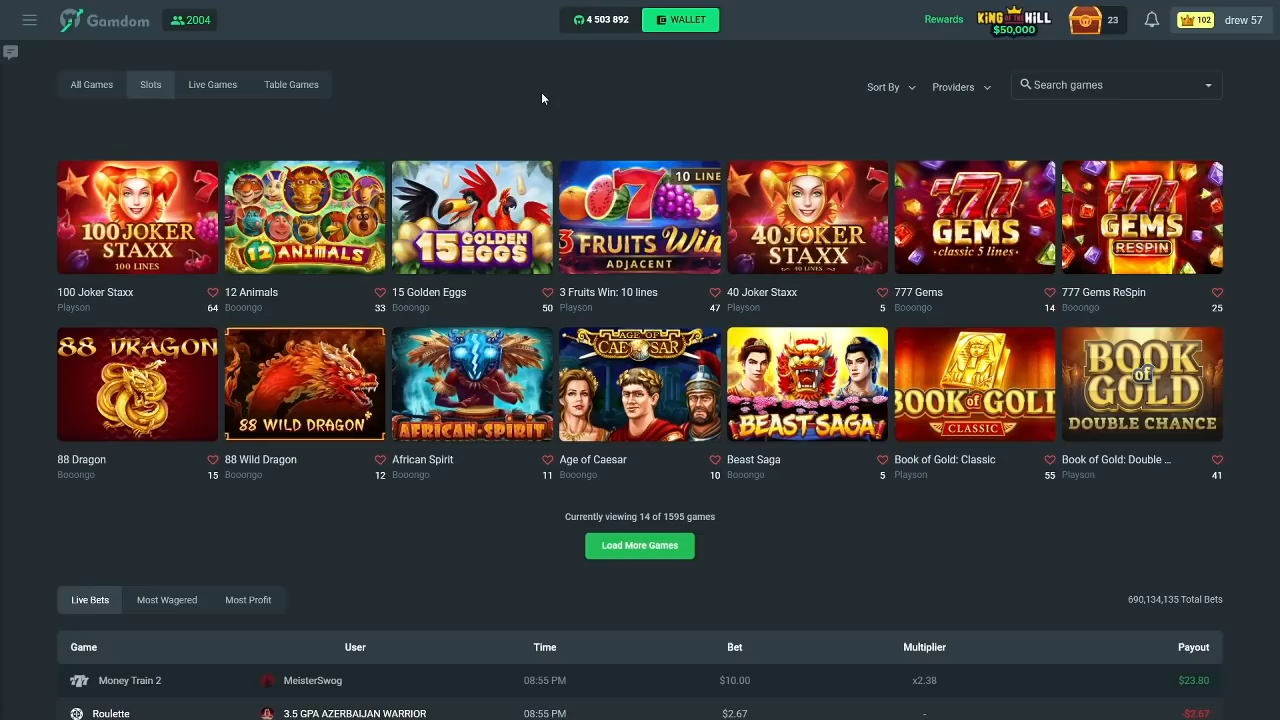 Gamdom 2004 4 503 892 WALLET Rewards KING OF THE HILL $50,000 23 102 drew 57
All Games Slots Live Games Table Games Sort By Providers Search games
100 JOKER STAXX 100 LINES
12 ANIMALS
15 GOLDEN EGGS
10 LINE 7 3 FRUITS Win ADJACENT
40 JOKER STAXX 40 LINES
777 GEMS classic 5 lines
777 GEMS RESPIN
100 Joker Staxx 12 Animals 15 Golden Eggs 3 Fruits Win: 10 lines 40 Joker Staxx 777 Gems 777 Gems ReSpin
Playson 64 Booongo 33 Booongo 50 Playson 47 Playson 5 Booongo 14 Booongo 25
88 DRAGON
88 WILD DRAGON
AFRICAN SPIRIT
AGE OF CAESAR
BEAST SAGA
BOOK of GOLD CLASSIC
BOOK of GOLD DOUBLE CHANCE
88 Dragon 88 Wild Dragon African Spirit Age of Caesar Beast Saga Book of Gold: Classic Book of Gold: Double ...
Booongo 15 Booongo 12 Booongo 11 Booongo 10 Booongo 5 Playson 55 Playson 41
Currently viewing 14 of 1595 games
Load More Games
Live Bets Most Wagered Most Profit 690,134,135 Total Bets
Game User Time Bet Multiplier Payout
Money Train 2 MeisterSwog 08:55 PM $10.00 x2.38 $23.80
Roulette 3.5 GPA AZERBAIJAN WARRIOR 08:55 PM $2.67 - -$2.67